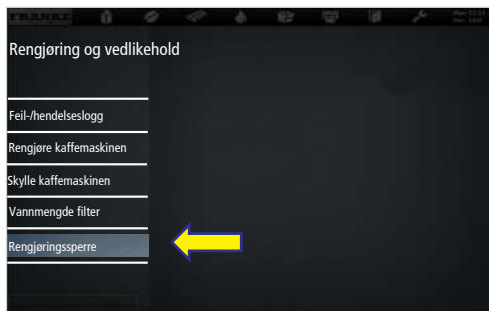 FRANKE
Rengjøring og vedlikehold
Feil-/hendelseslogg
Rengjøre kaffemaskinen
Skylle kaffemaskinen
Vannmengde filter
Rengjøringssperre